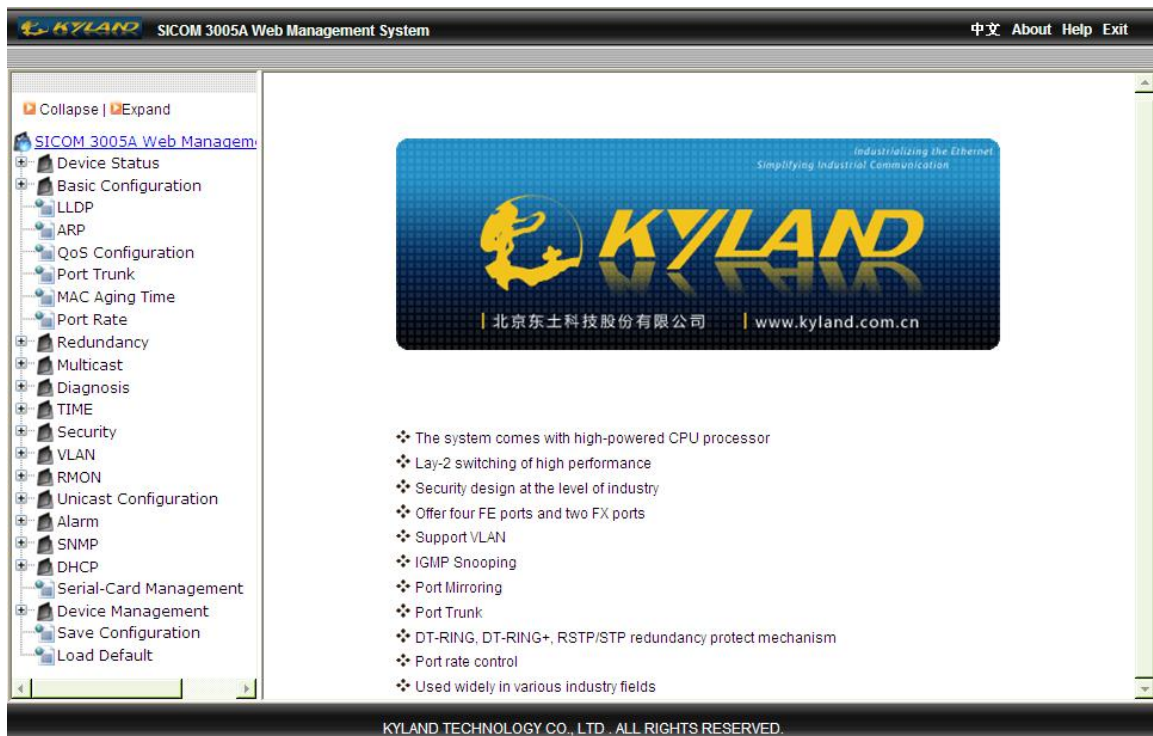 KYLAND SICOM 3005A Web Management System 中文 About Help Exit
Collapse | Expand
SICOM 3005A Web Managem
Device Status
Basic Configuration
LLDP
ARP
QoS Configuration
Port Trunk
MAC Aging Time
Port Rate
Redundancy
Multicast
Diagnosis
TIME
Security
VLAN
RMON
Unicast Configuration
Alarm
SNMP
DHCP
Serial-Card Management
Device Management
Save Configuration
Load Default
Industrializing the Ethernet
Simplifying Industrial Communication
KYLAND
北京东土科技股份有限公司 www.kyland.com.cn
The system comes with high-powered CPU processor
Lay-2 switching of high performance
Security design at the level of industry
Offer four FE ports and two FX ports
Support VLAN
IGMP Snooping
Port Mirroring
Port Trunk
DT-RING, DT-RING+, RSTP/STP redundancy protect mechanism
Port rate control
Used widely in various industry fields
KYLAND TECHNOLOGY CO., LTD . ALL RIGHTS RESERVED.